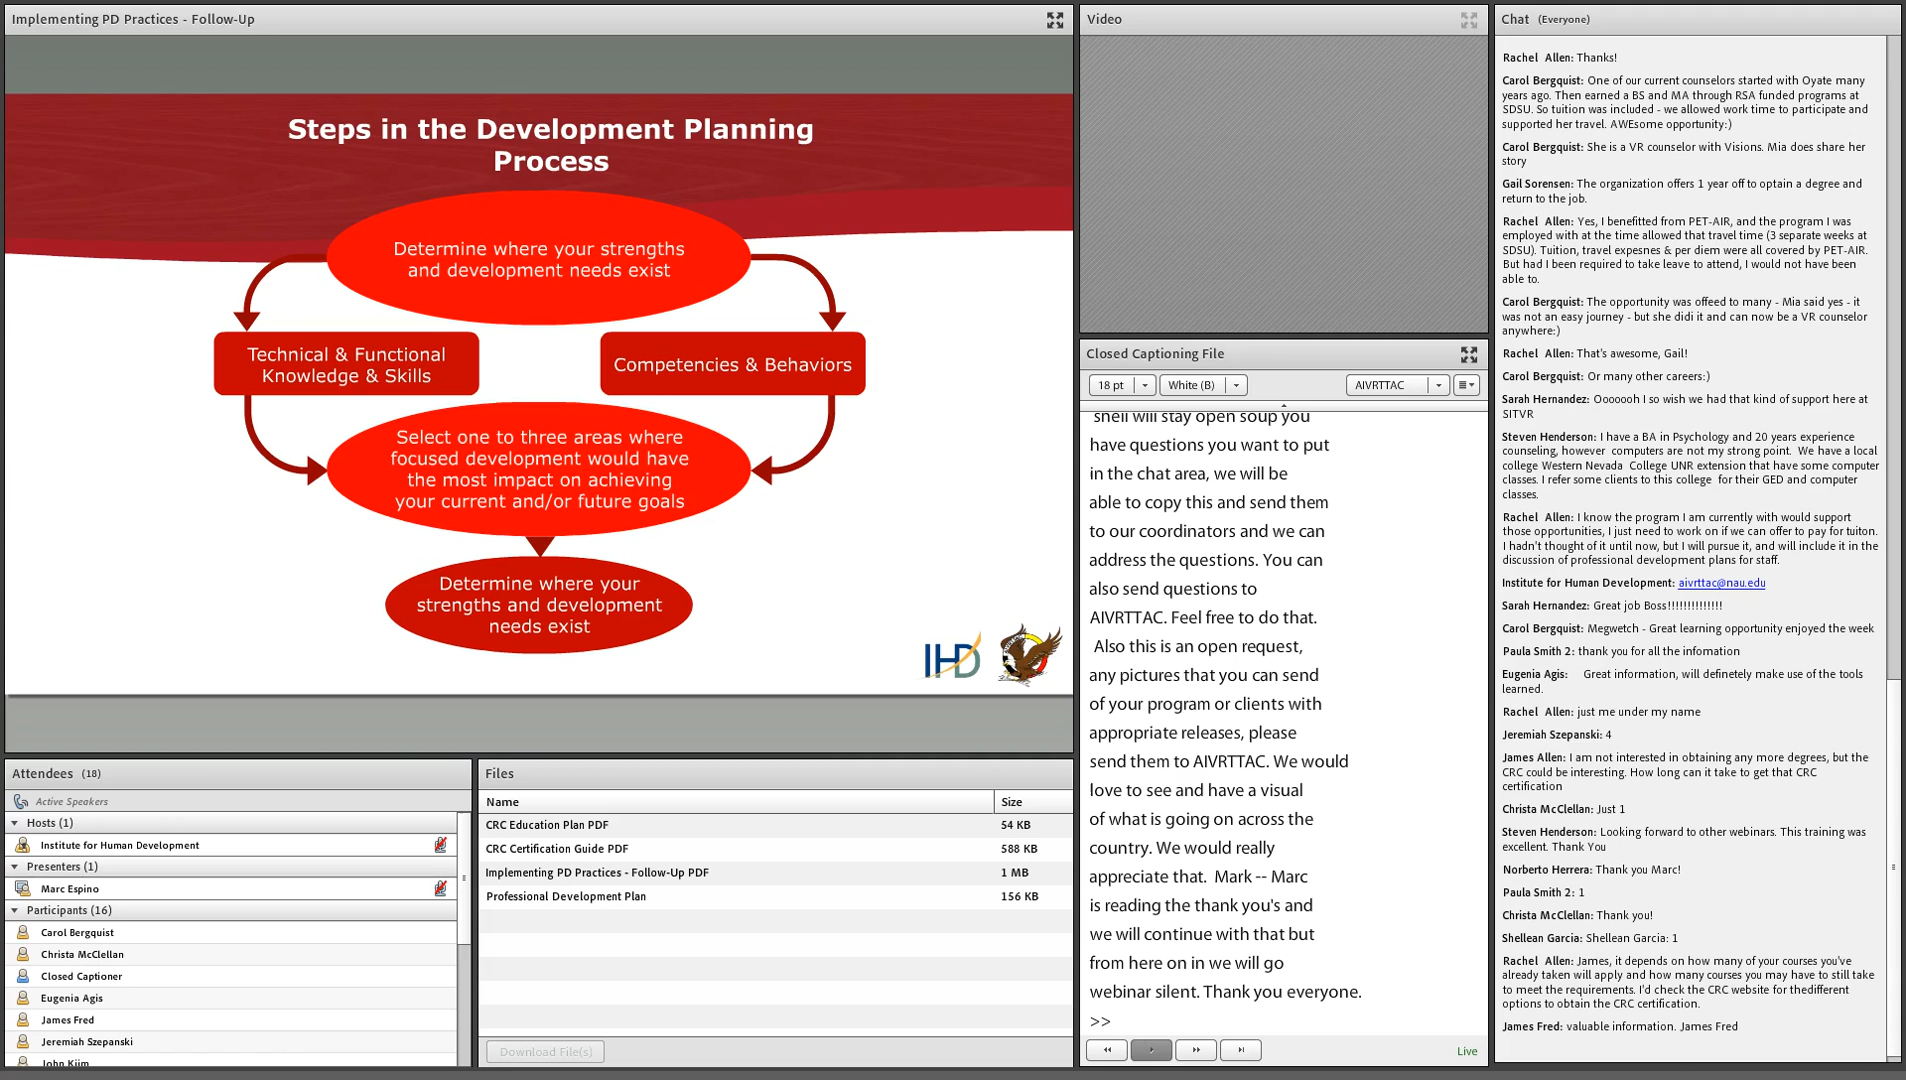 Implementing PD Practices - Follow-Up
Steps in the Development Planning
Process
Determine where your strengths
and development needs exist
Technical & Functional
Knowledge & Skills
Competencies & Behaviors
Select one to three areas where
focused development would have
the most impact on achieving
your current and/or future goals
Determine where your
strengths and development
needs exist
IHD
Attendees (18)
Active Speakers
Hosts (1)
Institute for Human Development
Presenters (1)
Marc Espino
Participants (16)
Carol Bergquist
Christa McClellan
Closed Captioner
Eugenia Agis
James Fred
Jeremiah Szepanski
John Kiim
Files
Name Size
CRC Education Plan PDF 54 KB
CRC Certification Guide PDF 588 KB
Implementing PD Practices - Follow-Up PDF 1 MB
Professional Development Plan 156 KB
Download File(s)
Video
Closed Captioning File
18 pt White (B) AIVRTTAC
shell will stay open soup you
have questions you want to put
in the chat area, we will be
able to copy this and send them
to our coordinators and we can
address the questions. You can
also send questions to
AIVRTTAC. Feel free to do that.
Also this is an open request,
any pictures that you can send
of your program or clients with
appropriate releases, please
send them to AIVRTTAC. We would
love to see and have a visual
of what is going on across the
country. We would really
appreciate that. Mark -- Marc
is reading the thank you's and
we will continue with that but
from here on in we will go
webinar silent. Thank you everyone.
>>
Live
Chat (Everyone)
Rachel Allen: Thanks!
Carol Bergquist: One of our current counselors started with Oyate many
years ago. Then earned a BS and MA through RSA funded programs at
SDSU. So tuition was included - we allowed work time to participate and
supported her travel. AWEsome opportunity:)
Carol Bergquist: She is a VR counselor with Visions. Mia does share her
story
Gail Sorensen: The organization offers 1 year off to optain a degree and
return to the job.
Rachel Allen: Yes, I benefitted from PET-AIR, and the program I was
employed with at the time allowed that travel time (3 separate weeks at
SDSU). Tuition, travel expesnes & per diem were all covered by PET-AIR.
But had I been required to take leave to attend, I would not have been
able to.
Carol Bergquist: The opportunity was offeed to many - Mia said yes - it
was not an easy journey - but she didi it and can now be a VR counselor
anywhere:)
Rachel Allen: That's awesome, Gail!
Carol Bergquist: Or many other careers:)
Sarah Hernandez: Ooooooh I so wish we had that kind of support here at
SITVR
Steven Henderson: I have a BA in Psychology and 20 years experience
counseling, however computers are not my strong point. We have a local
college Western Nevada College UNR extension that have some computer
classes. I refer some clients to this college for their GED and computer
classes.
Rachel Allen: I know the program I am currently with would support
those opportunities, I just need to work on if we can offer to pay for tuiton.
I hadn't thought of it until now, but I will pursue it, and will include it in the
discussion of professional development plans for staff.
Institute for Human Development: aivrttac@nau.edu
Sarah Hernandez: Great job Boss!!!!!!!!!!!!!!
Carol Bergquist: Megwetch - Great learning opportunity enjoyed the week
Paula Smith 2: thank you for all the infomation
Eugenia Agis: Great information, will definetely make use of the tools
learned.
Rachel Allen: just me under my name
Jeremiah Szepanski: 4
James Allen: I am not interested in obtaining any more degrees, but the
CRC could be interesting. How long can it take to get that CRC
certification
Christa McClellan: Just 1
Steven Henderson: Looking forward to other webinars. This training was
excellent. Thank You
Norberto Herrera: Thank you Marc!
Paula Smith 2: 1
Christa McClellan: Thank you!
Shellean Garcia: Shellean Garcia: 1
Rachel Allen: James, it depends on how many of your courses you've
already taken will apply and how many courses you may have to still take
to meet the requirements. I'd check the CRC website for thedifferent
options to obtain the CRC certification.
James Fred: valuable information. James Fred